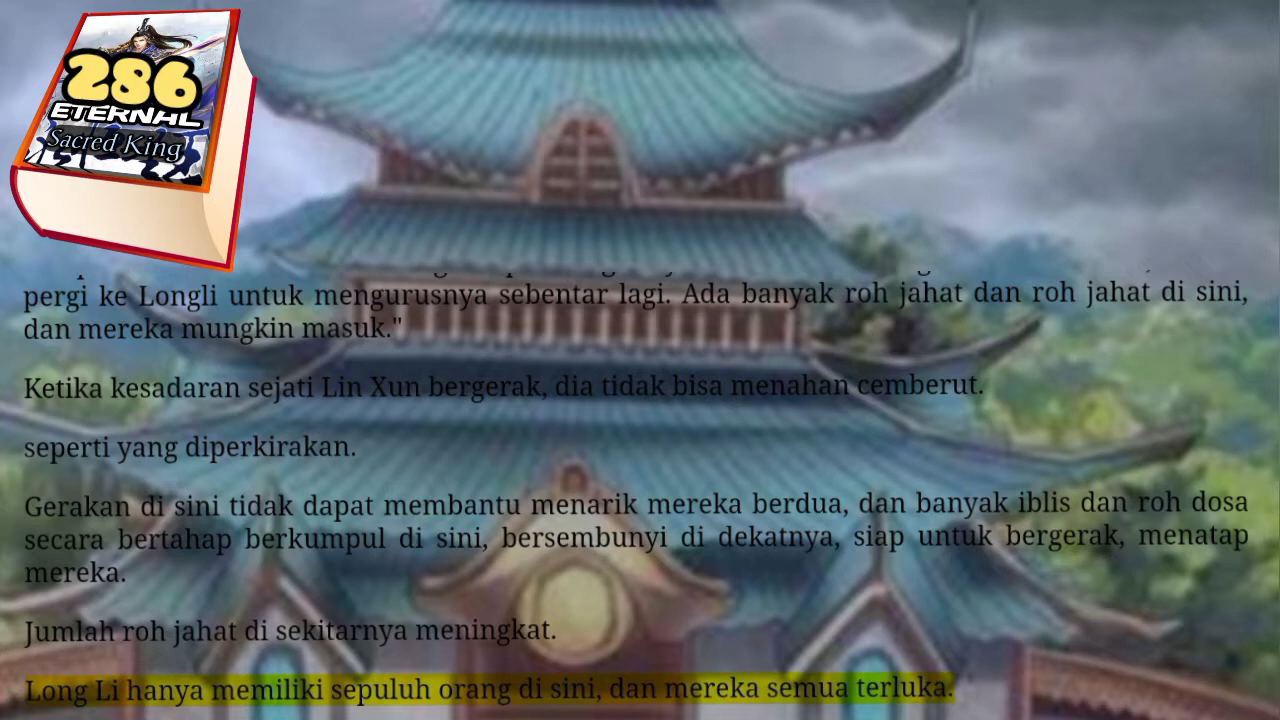 286
ETERNAL
Sacred King
pergi ke Longli untuk mengurusnya sebentar lagi. Ada banyak roh jahat dan roh jahat di sini,
dan mereka mungkin masuk."
Ketika kesadaran sejati Lin Xun bergerak, dia tidak bisa menahan cemberut.
seperti yang diperkirakan.
Gerakan di sini tidak dapat membantu menarik mereka berdua, dan banyak iblis dan roh dosa
secara bertahap berkumpul di sini, bersembunyi di dekatnya, siap untuk bergerak, menatap
mereka.
Jumlah roh jahat di sekitarnya meningkat.
Long Li hanya memiliki sepuluh orang di sini, dan mereka semua terluka.